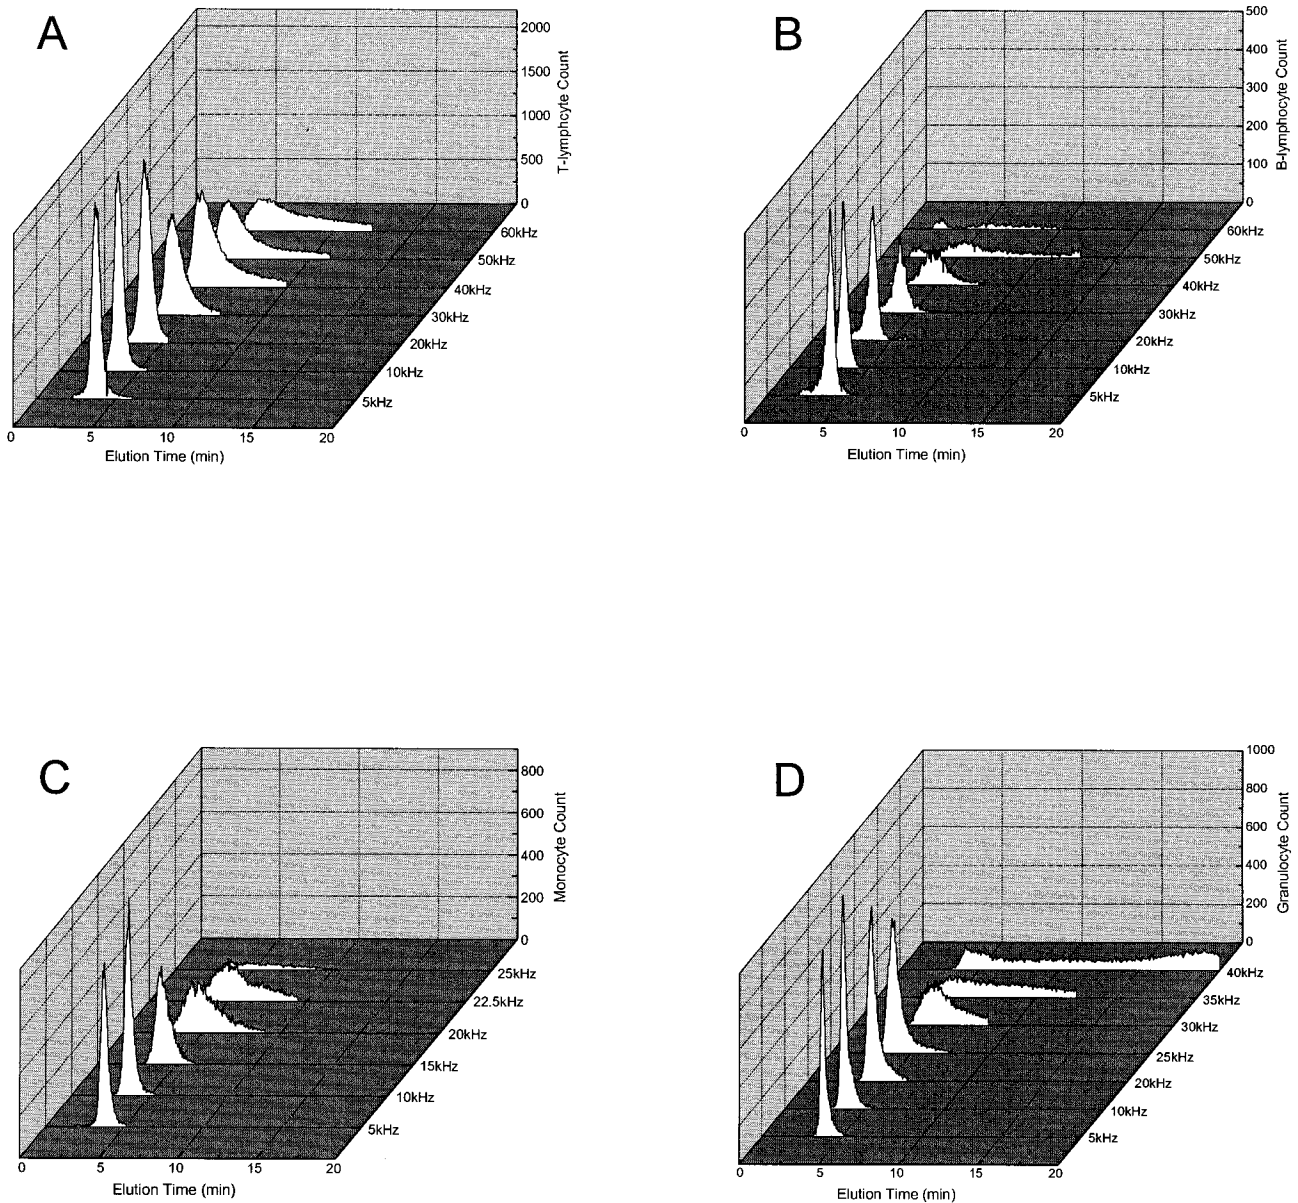 A
2000
1500
1000
500
0
T-lymphcyte Count
60kHz
50kHz
40kHz
30kHz
20kHz
10kHz
5kHz
0 5 10 15 20
Elution Time (min)
B
500
400
300
200
100
0
B-lymphocyte Count
60kHz
50kHz
40kHz
30kHz
20kHz
10kHz
5kHz
0 5 10 15 20
Elution Time (min)
C
800
600
400
200
0
Monocyte Count
25kHz
22.5kHz
20kHz
15kHz
10kHz
5kHz
0 5 10 15 20
Elution Time (min)
D
1000
800
600
400
200
0
Granulocyte Count
40kHz
35kHz
30kHz
25kHz
20kHz
10kHz
5kHz
0 5 10 15 20
Elution Time (min)